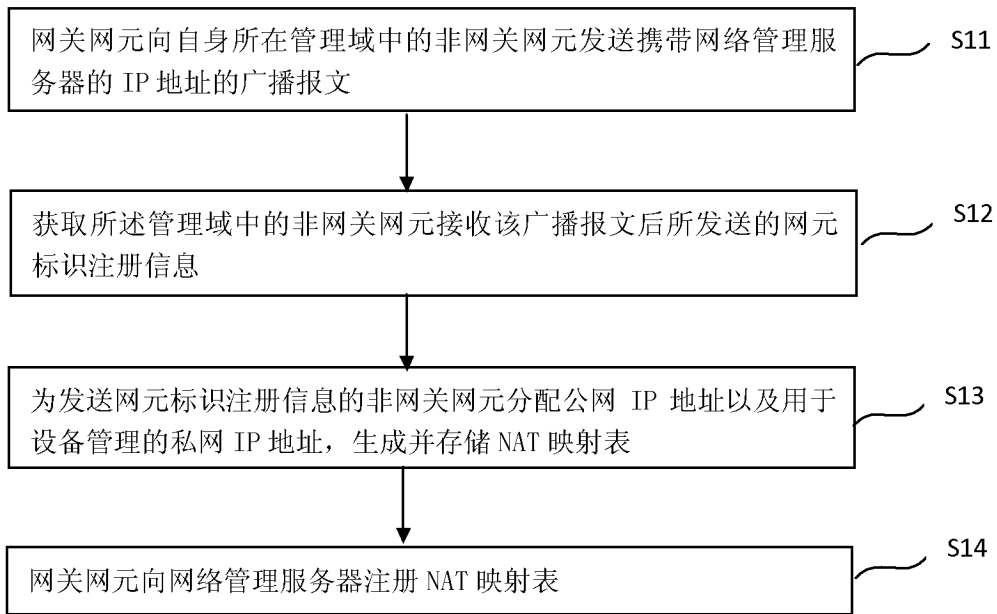 网关网元向自身所在管理域中的非网关网元发送携带网络管理服
务器的 IP 地址的广播报文
S11
获取所述管理域中的非网关网元接收该广播报文后所发送的网元
标识注册信息
S12
为发送网元标识注册信息的非网关网元分配公网 IP 地址以及用于
设备管理的私网 IP 地址，生成并存储 NAT 映射表
S13
网关网元向网络管理服务器注册 NAT 映射表
S14